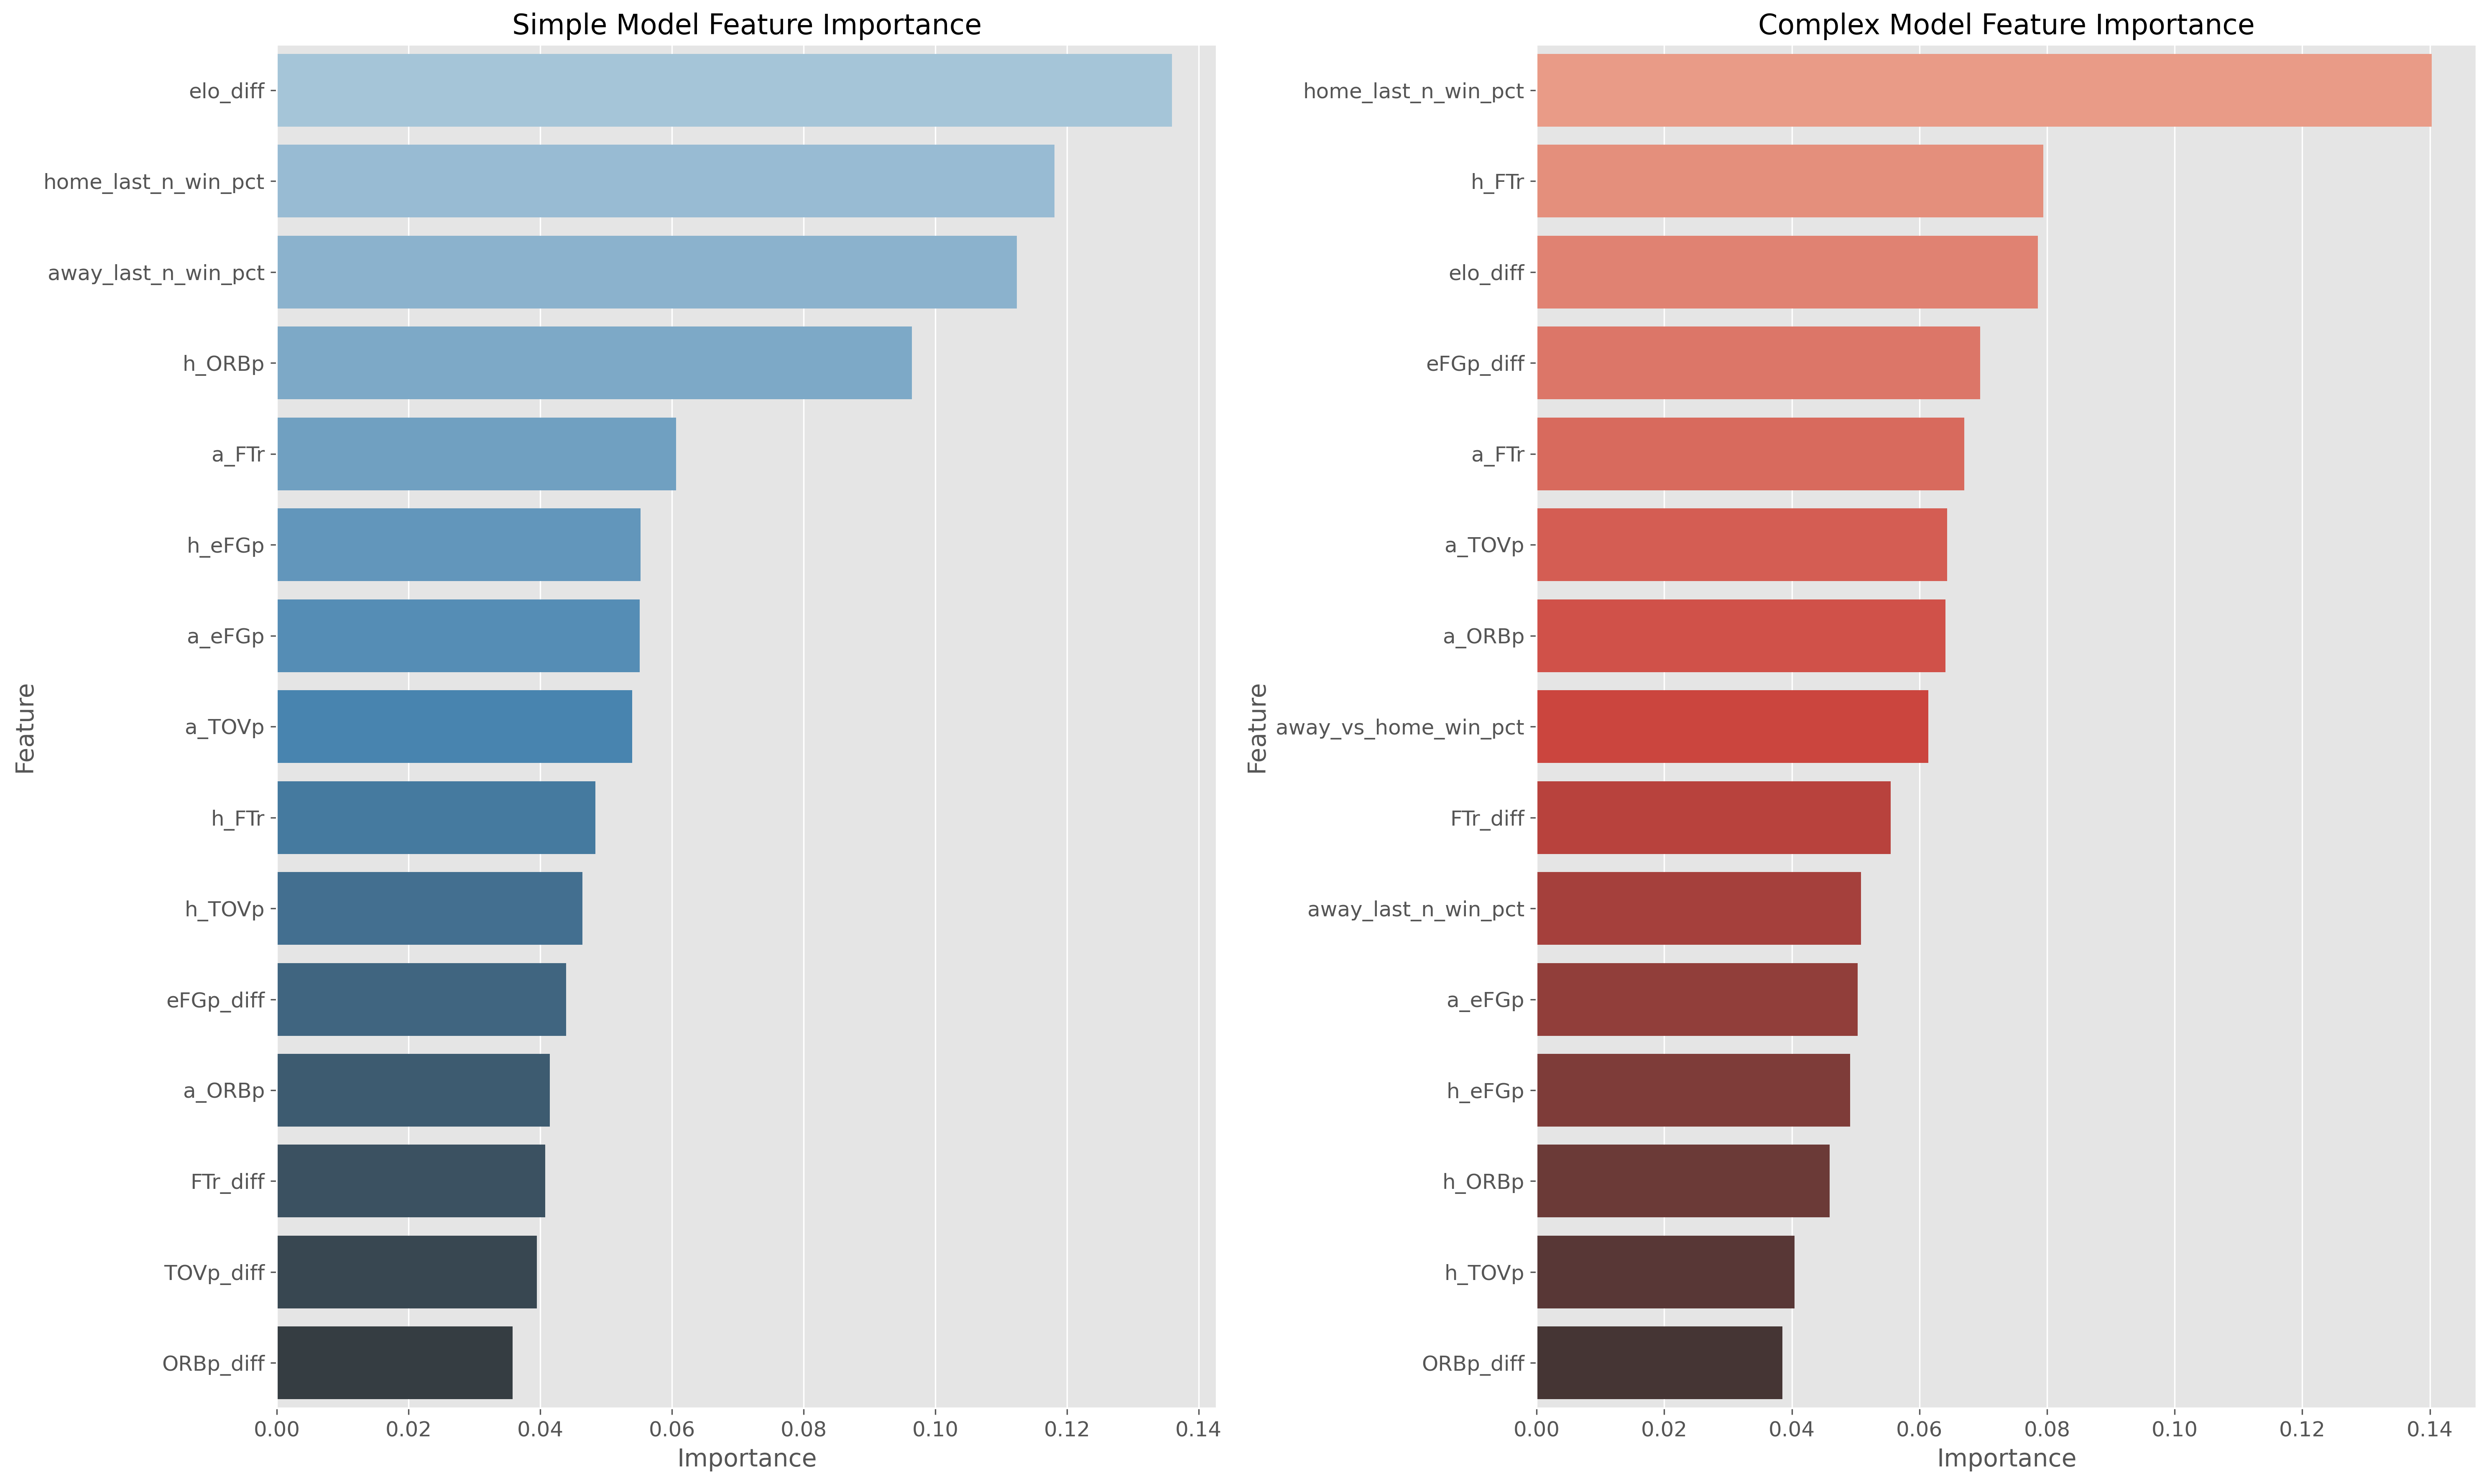 Simple Model Feature Importance
Feature
elo_diff
home_last_n_win_pct
away_last_n_win_pct
h_ORBp
a_FTr
h_eFGp
a_eFGp
a_TOVp
h_FTr
h_TOVp
eFGp_diff
a_ORBp
FTr_diff
TOVp_diff
ORBp_diff
0.00 0.02 0.04 0.06 0.08 0.10 0.12 0.14
Importance
Complex Model Feature Importance
Feature
home_last_n_win_pct
h_FTr
elo_diff
eFGp_diff
a_FTr
a_TOVp
a_ORBp
away_vs_home_win_pct
FTr_diff
away_last_n_win_pct
a_eFGp
h_eFGp
h_ORBp
h_TOVp
ORBp_diff
0.00 0.02 0.04 0.06 0.08 0.10 0.12 0.14
Importance